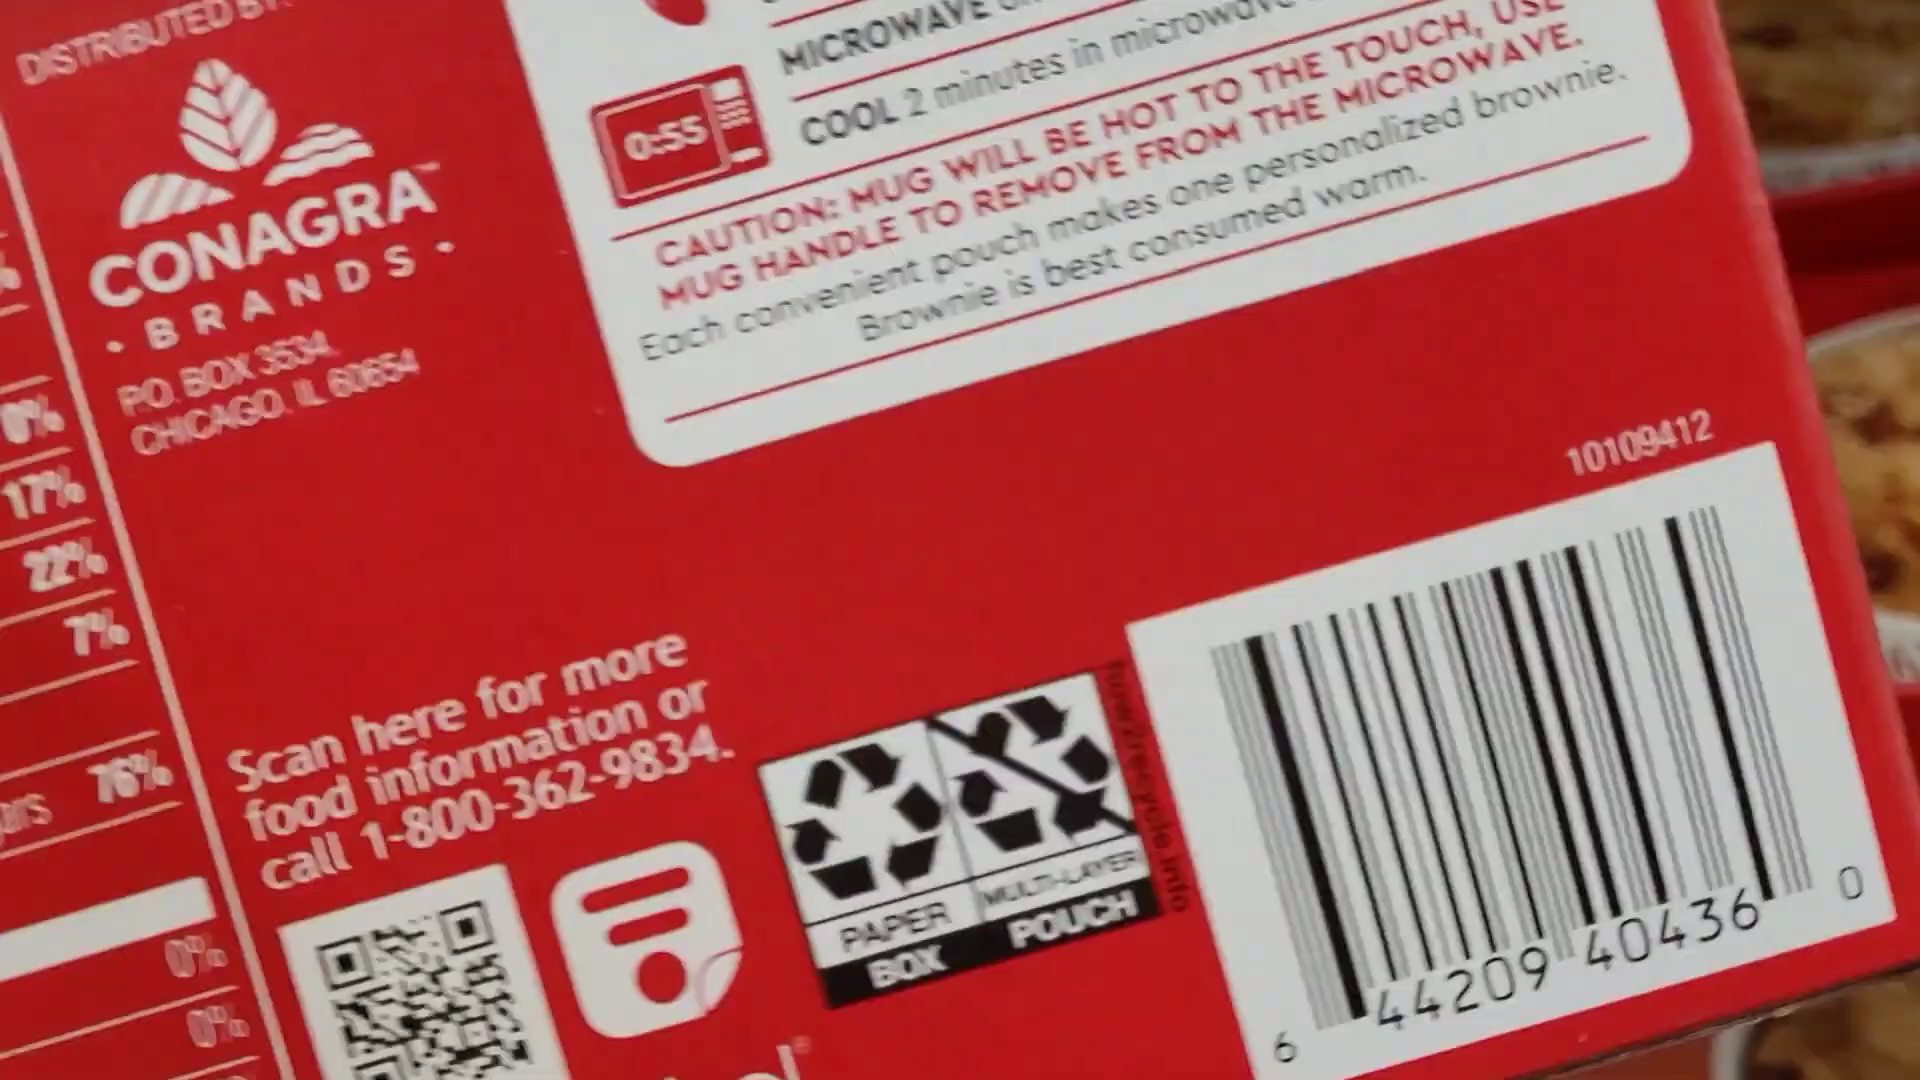 DISTRIBUTED BY
CONAGRA™
• BRANDS •
P.O. BOX 3534
CHICAGO, IL 60654
0%
17%
22%
7%
76%
0%
0%
MICROWAVE
0:55
COOL 2 minutes in microwave
CAUTION: MUG WILL BE HOT TO THE TOUCH, USE
MUG HANDLE TO REMOVE FROM THE MICROWAVE.
Each convenient pouch makes one personalized brownie.
Brownie is best consumed warm.
Scan here for more
food information or
call 1-800-362-9834.
PAPER
BOX
MULTI-LAYER
POUCH
how2recycle.info
10109412
6 44209 40436 0